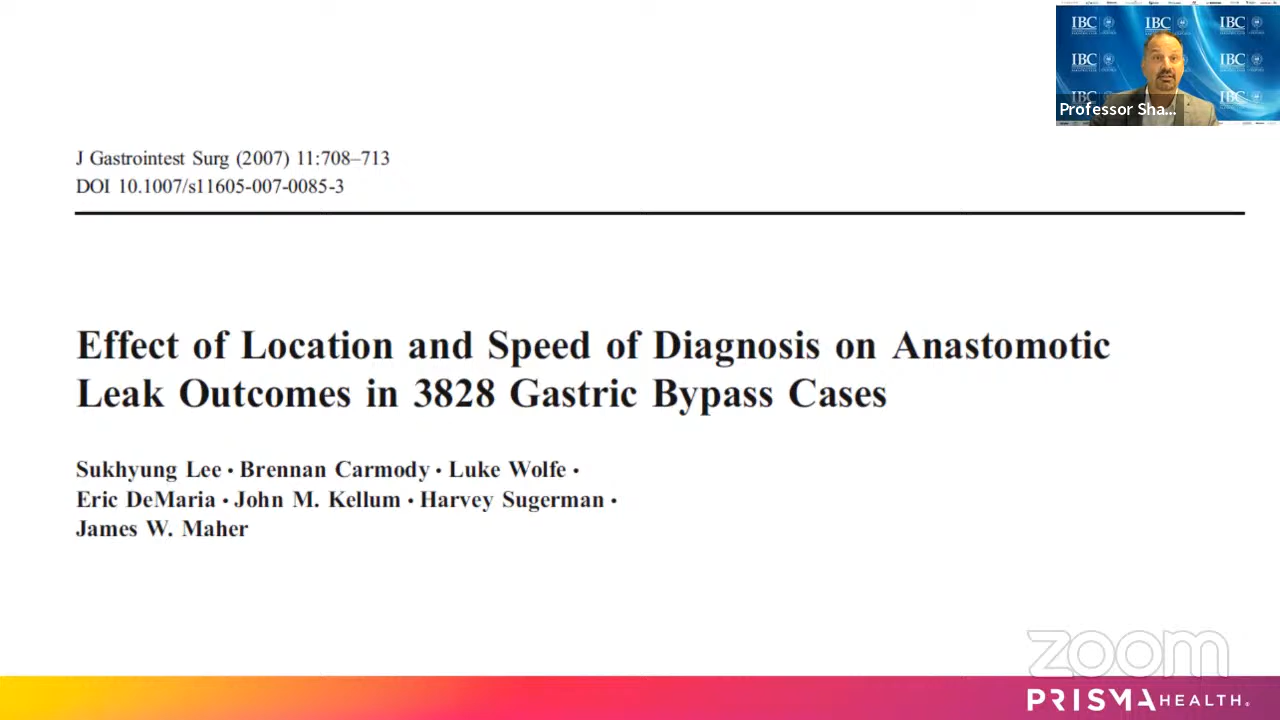 IBC IBC IBC
IBC IBC
IBC IBC
Professor Sha...
J Gastrointest Surg (2007) 11:708–713
DOI 10.1007/s11605-007-0085-3
Effect of Location and Speed of Diagnosis on Anastomotic
Leak Outcomes in 3828 Gastric Bypass Cases
Sukhyung Lee · Brennan Carmody · Luke Wolfe ·
Eric DeMaria · John M. Kellum · Harvey Sugerman ·
James W. Maher
zoom
PRISMA HEALTH.